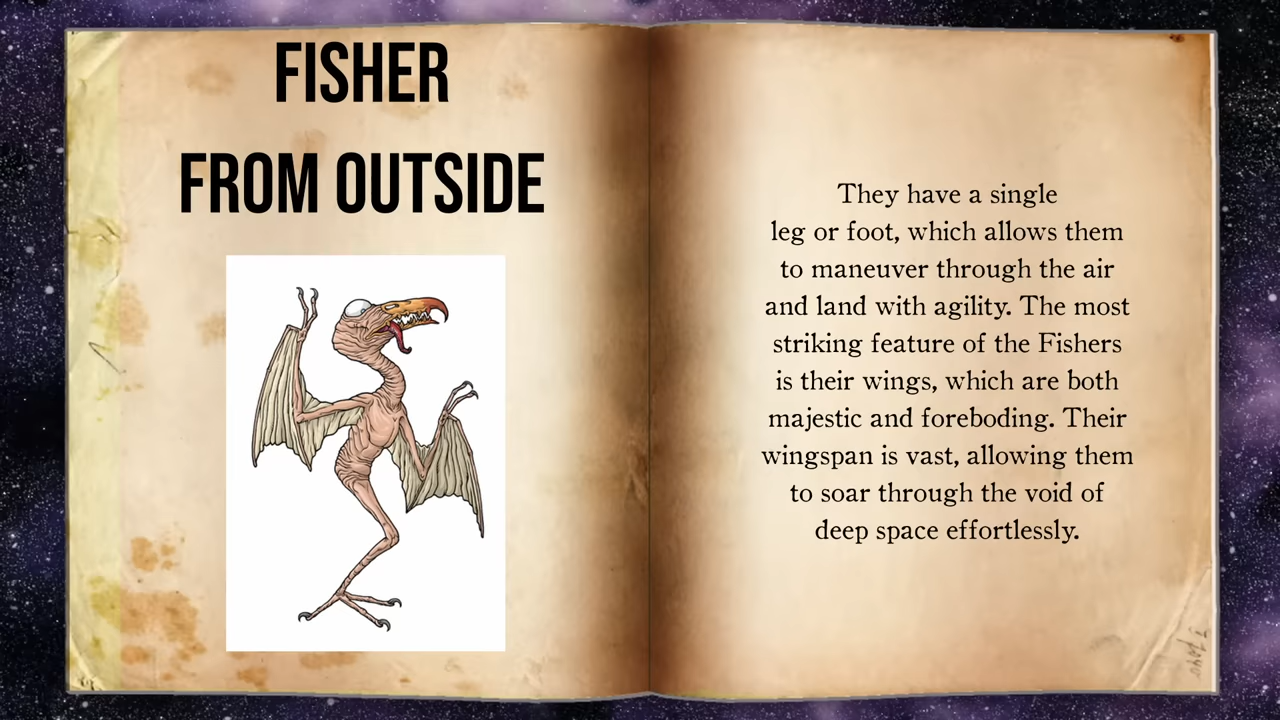 FISHER
FROM OUTSIDE
They have a single
leg or foot, which allows them
to maneuver through the air
and land with agility. The most
striking feature of the Fishers
is their wings, which are both
majestic and foreboding. Their
wingspan is vast, allowing them
to soar through the void of
deep space effortlessly.